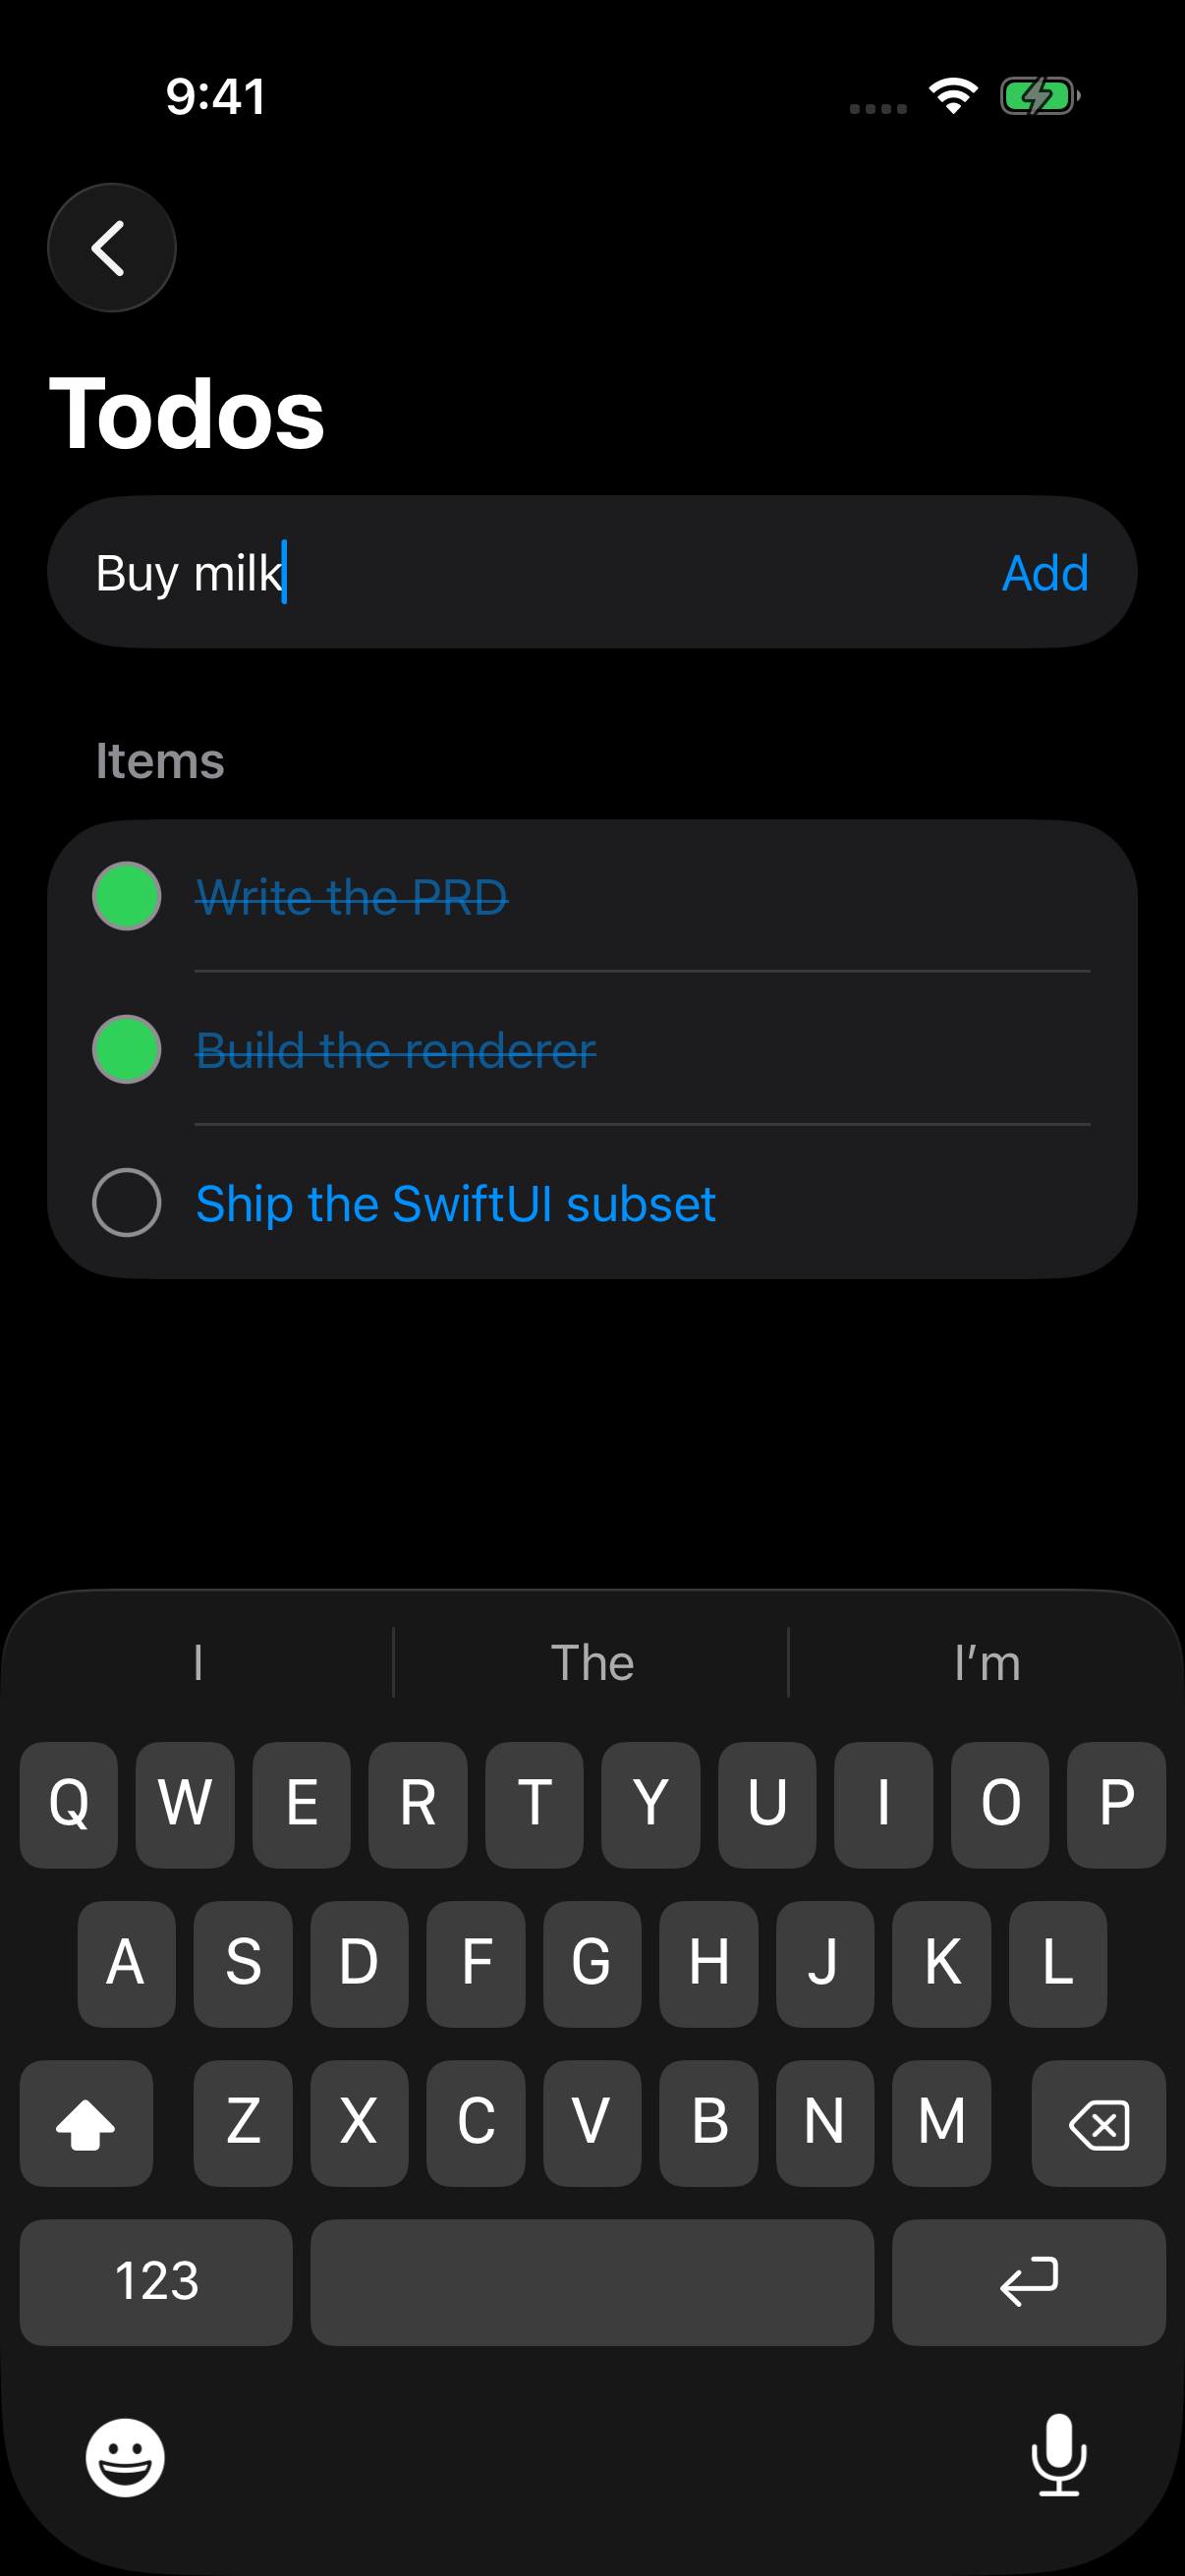 9:41
Todos
Buy milk Add
Items
Write the PRD
Build the renderer
Ship the SwiftUI subset
I The I’m
Q W E R T Y U I O P
A S D F G H J K L
Z X C V B N M
123